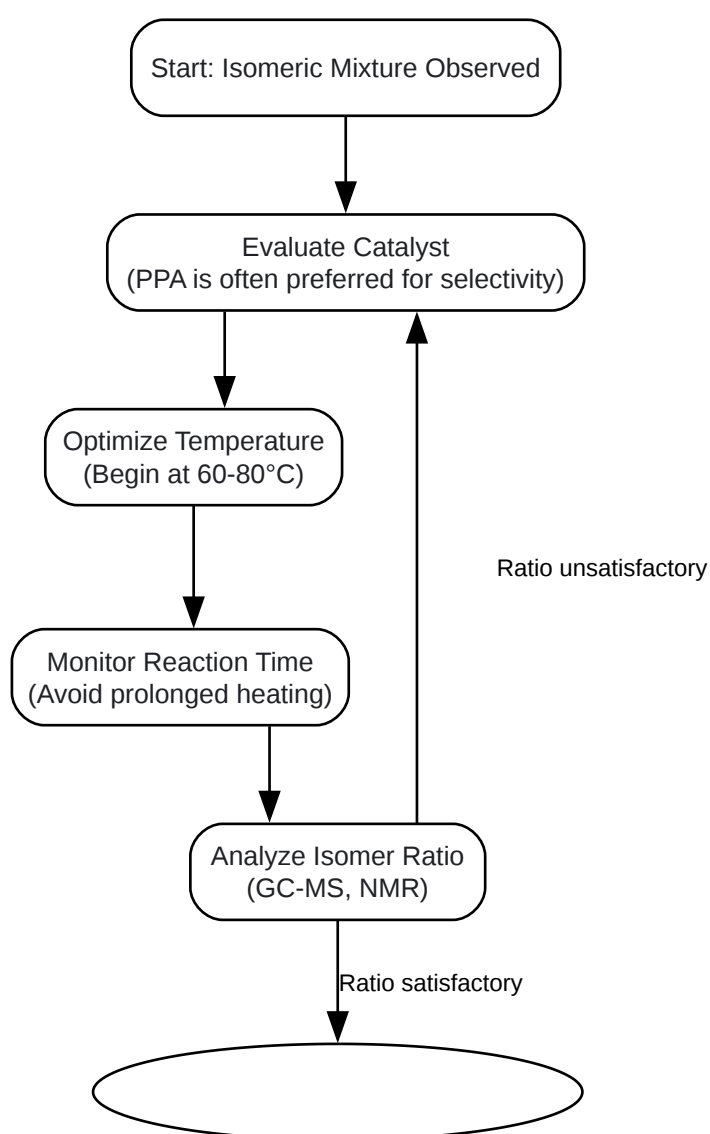 Start: Isomeric Mixture Observed
Evaluate Catalyst
(PPA is often preferred for selectivity)
Optimize Temperature
(Begin at 60-80°C)
Ratio unsatisfactory
Monitor Reaction Time
(Avoid prolonged heating)
Analyze Isomer Ratio
(GC-MS, NMR)
Ratio satisfactory